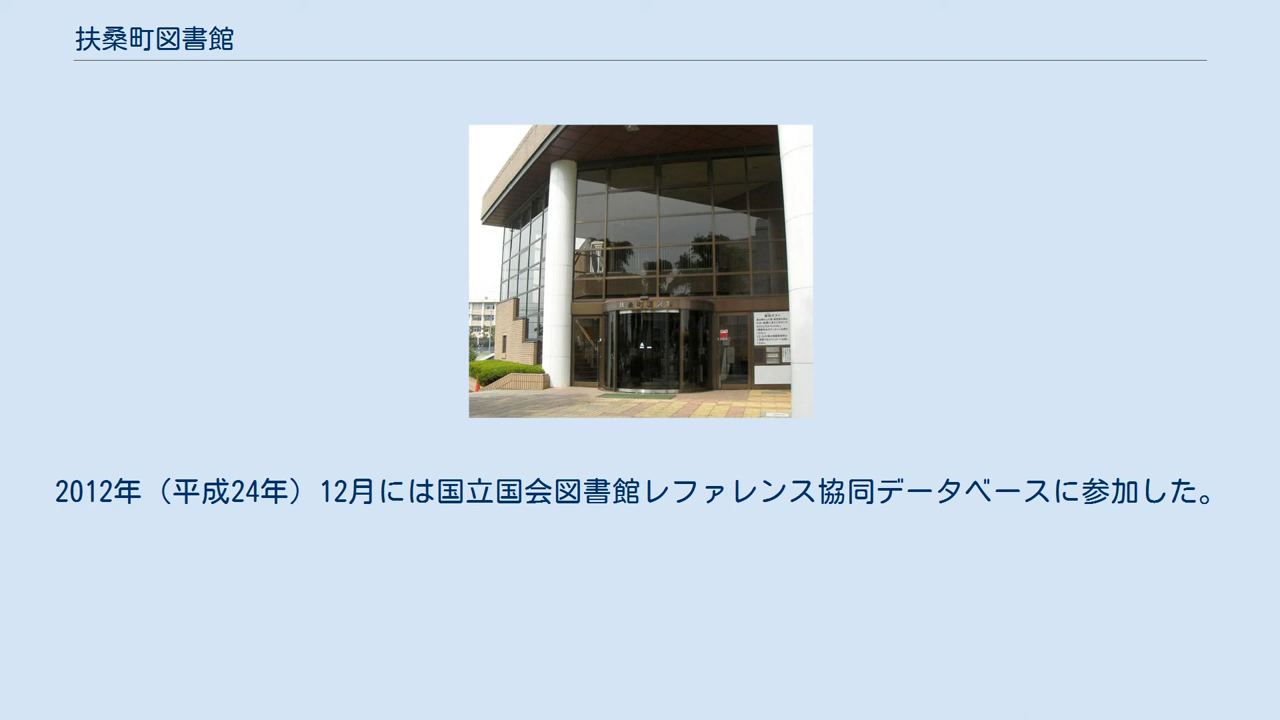 扶桑町図書館
2012年（平成24年）12月には国立国会図書館レファレンス協同データベースに参加した。